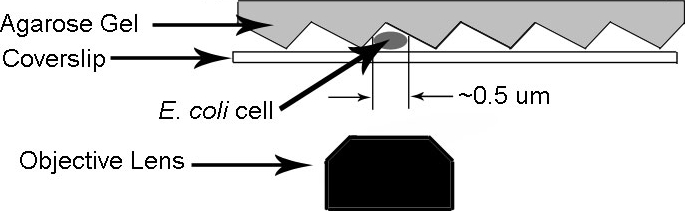 Agarose Gel
Coverslip
E. coli cell
~0.5 um
Objective Lens